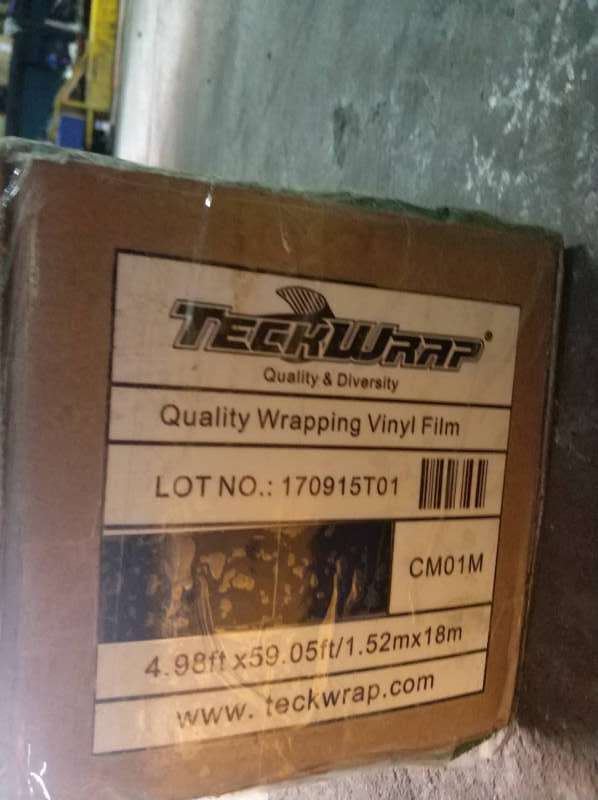 TECKWRAP®
Quality & Diversity
Quality Wrapping Vinyl Film
LOT NO.: 170915T01
CM01M
4.98ft x59.05ft/1.52mx18m
www. teckwrap.com